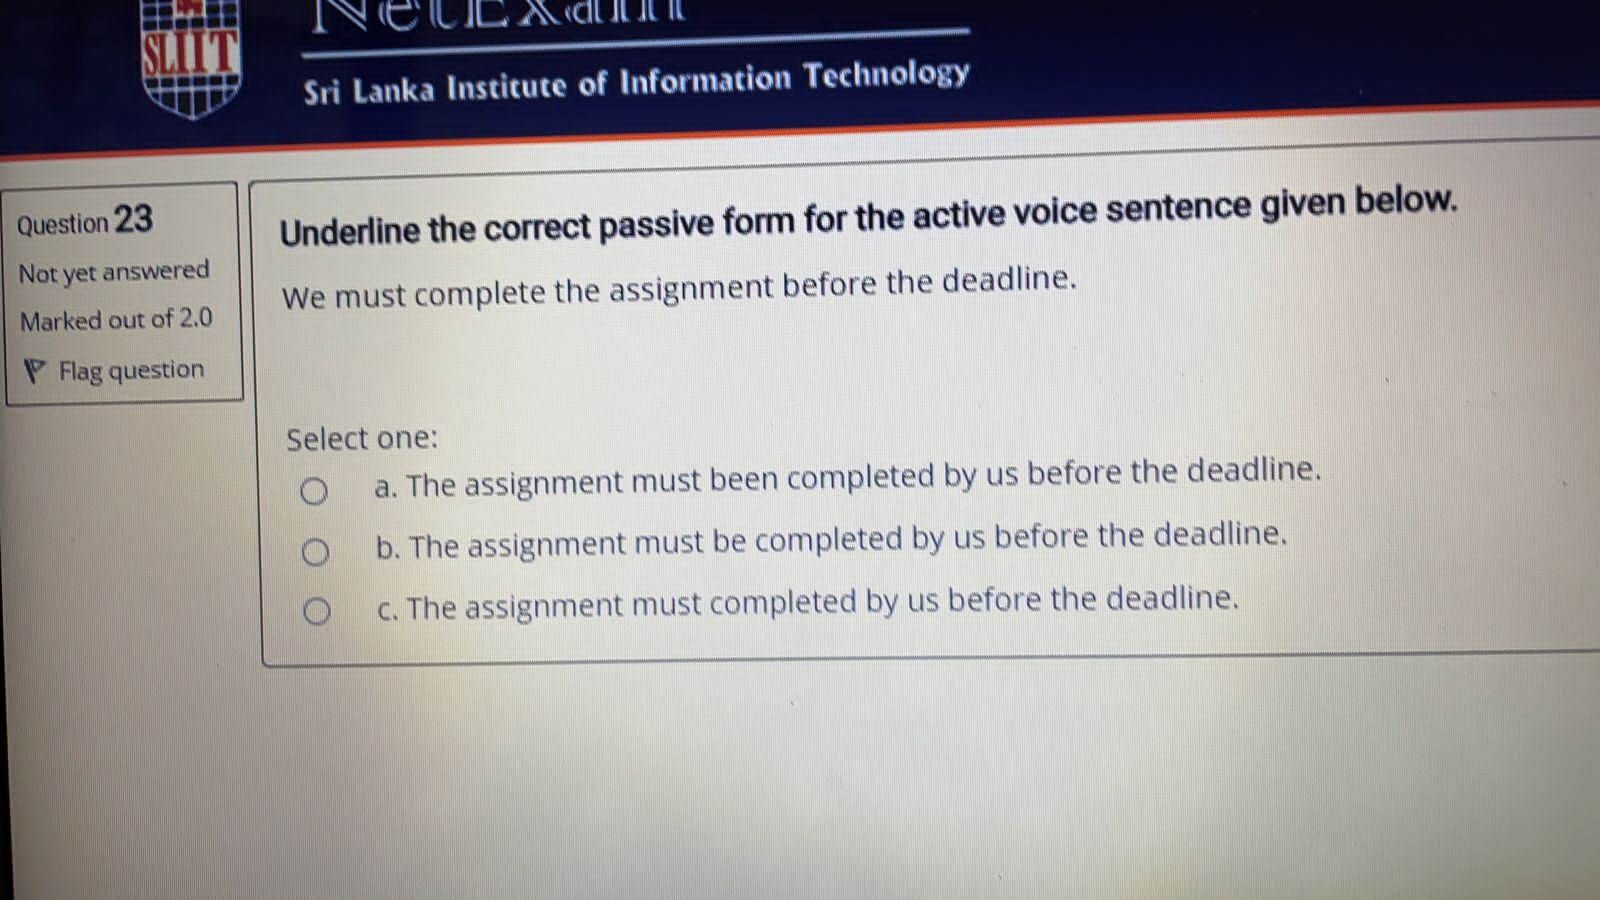 NetExam
SLIIT
Sri Lanka Institute of Information Technology
Question 23
Not yet answered
Marked out of 2.0
Flag question
Underline the correct passive form for the active voice sentence given below.
We must complete the assignment before the deadline.
Select one:
a. The assignment must been completed by us before the deadline.
b. The assignment must be completed by us before the deadline.
c. The assignment must completed by us before the deadline.